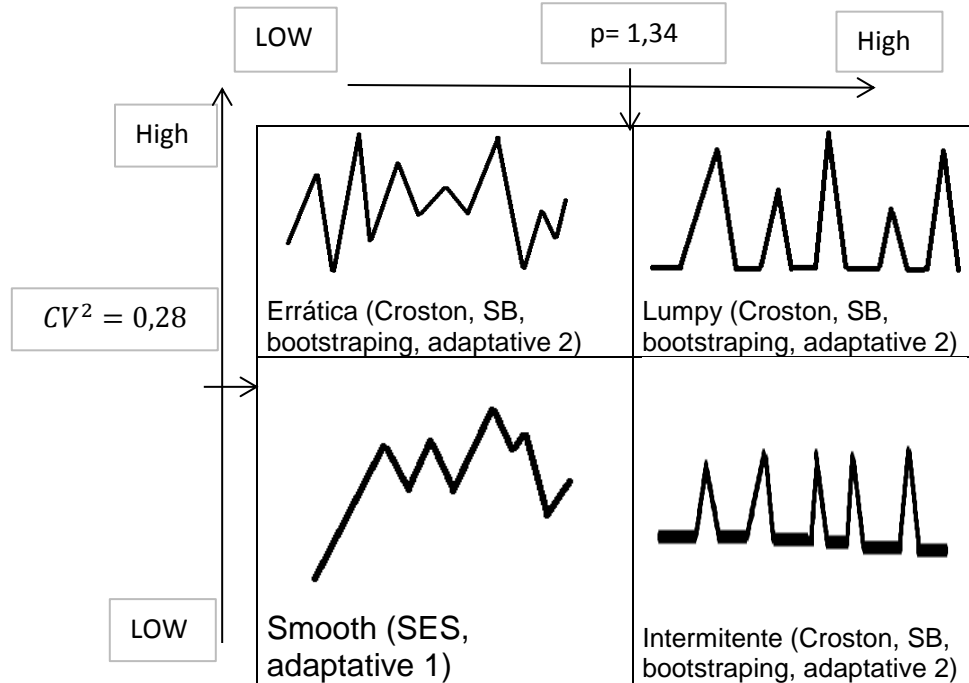 LOW
p= 1,34
High
High
Errática (Croston, SB,
bootstraping, adaptative 2)
Lumpy (Croston, SB,
bootstraping, adaptative 2)
CV² = 0,28
LOW
Smooth (SES,
adaptative 1)
Intermitente (Croston, SB,
bootstraping, adaptative 2)